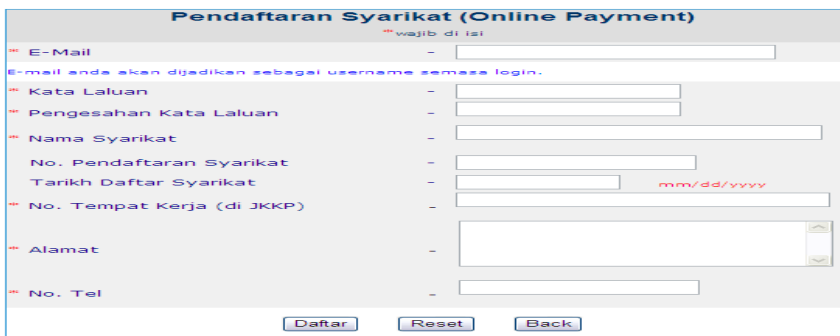 Pendaftaran Syarikat (Online Payment)
*wajib di isi
* E-Mail -
E-mail anda akan dijadikan sebagai username semasa login.
* Kata Laluan -
* Pengesahan Kata Laluan -
* Nama Syarikat -
No. Pendaftaran Syarikat -
Tarikh Daftar Syarikat - mm/dd/yyyy
* No. Tempat Kerja (di JKKP) -
* Alamat -
* No. Tel -
Daftar Reset Back